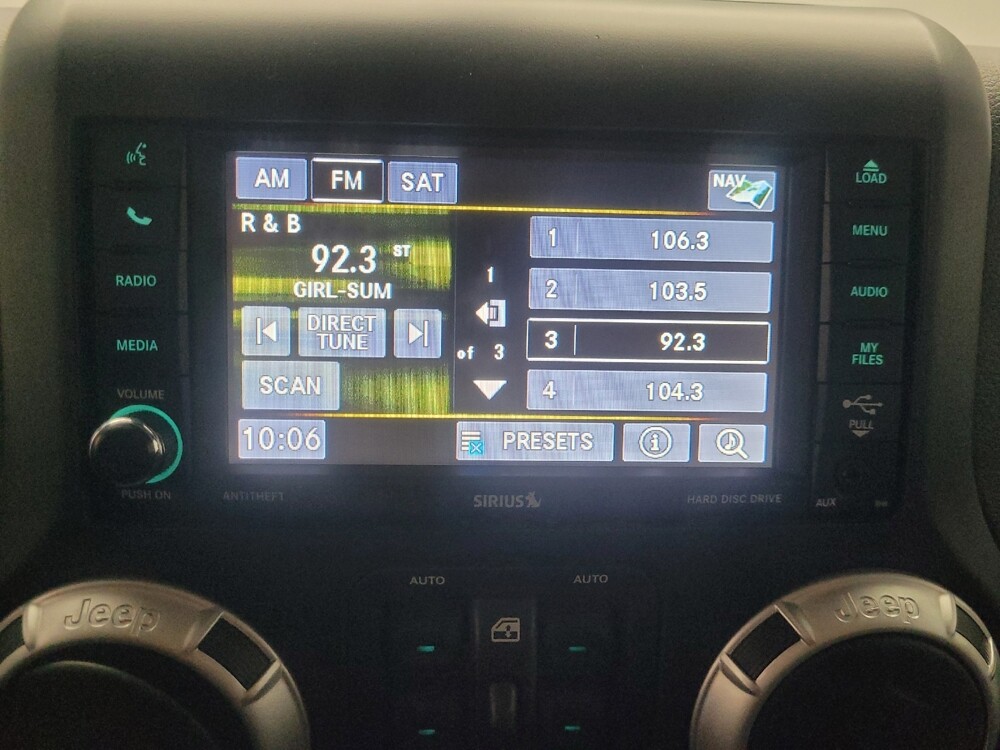 AM FM SAT NAV
LOAD
R & B
92.3 ST
GIRL-SUM
DIRECT
TUNE
SCAN
10:06
1
of 3
1 106.3
2 103.5
3 92.3
4 104.3
PRESETS
RADIO
MEDIA
VOLUME
PUSH ON
MENU
AUDIO
MY
FILES
PULL
AUX
ANTITHEFT
SIRIUS
HARD DISC DRIVE
AUTO
AUTO
Jeep
Jeep